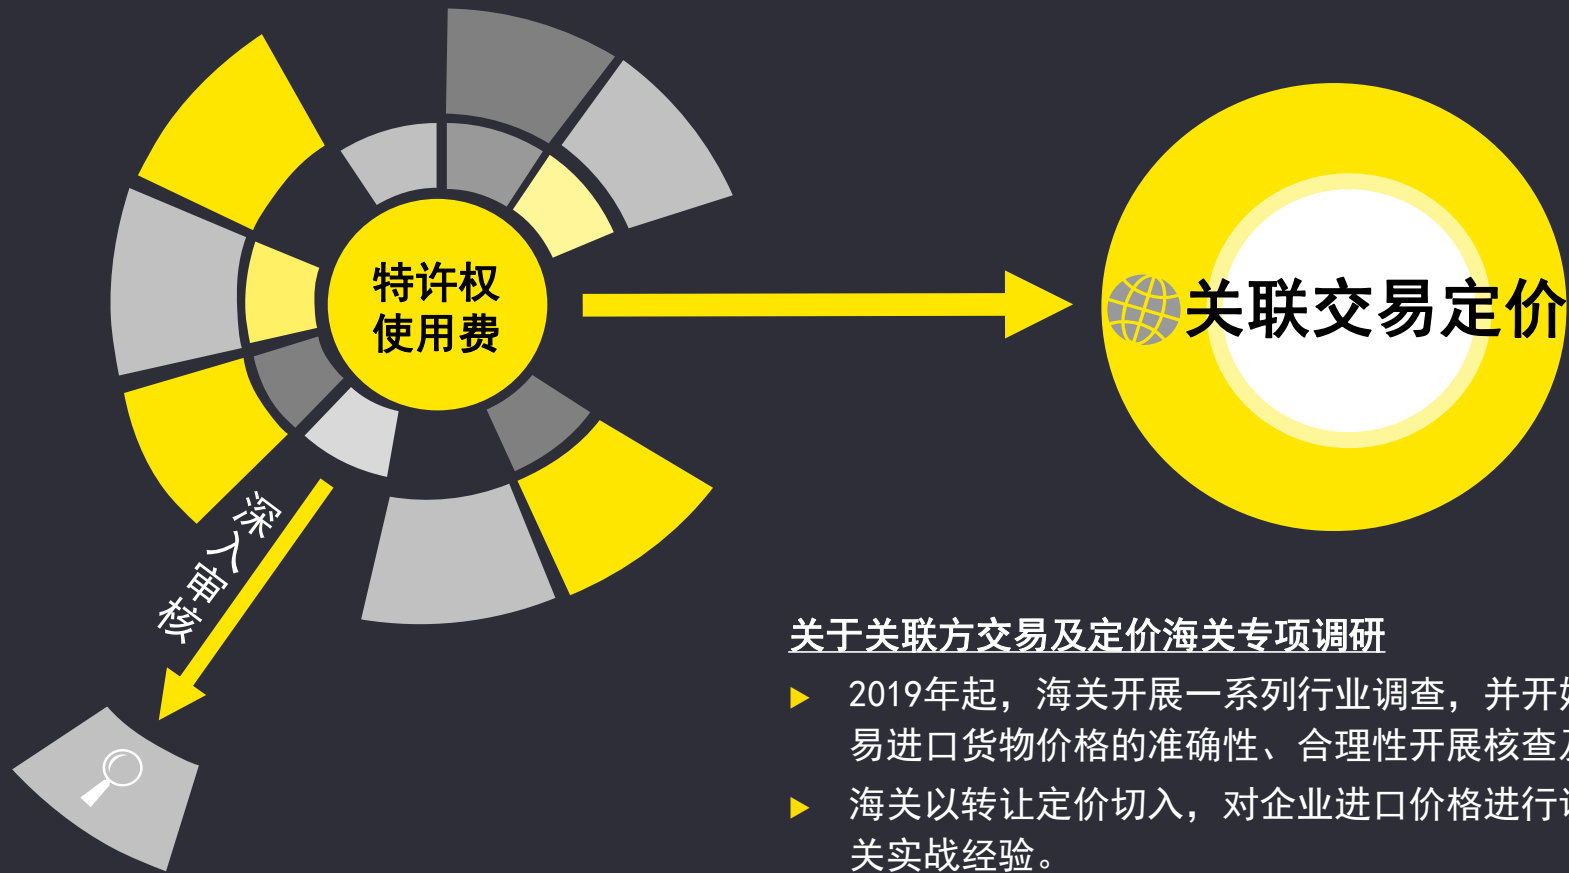 特许权
使用费
关联交易定价
深入审核
关于关联方交易及定价海关专项调研
2019年起，海关开展一系列行业调查，并开
易进口货物价格的准确性、合理性开展核查
海关以转让定价切入，对企业进口价格进行
关实战经验。